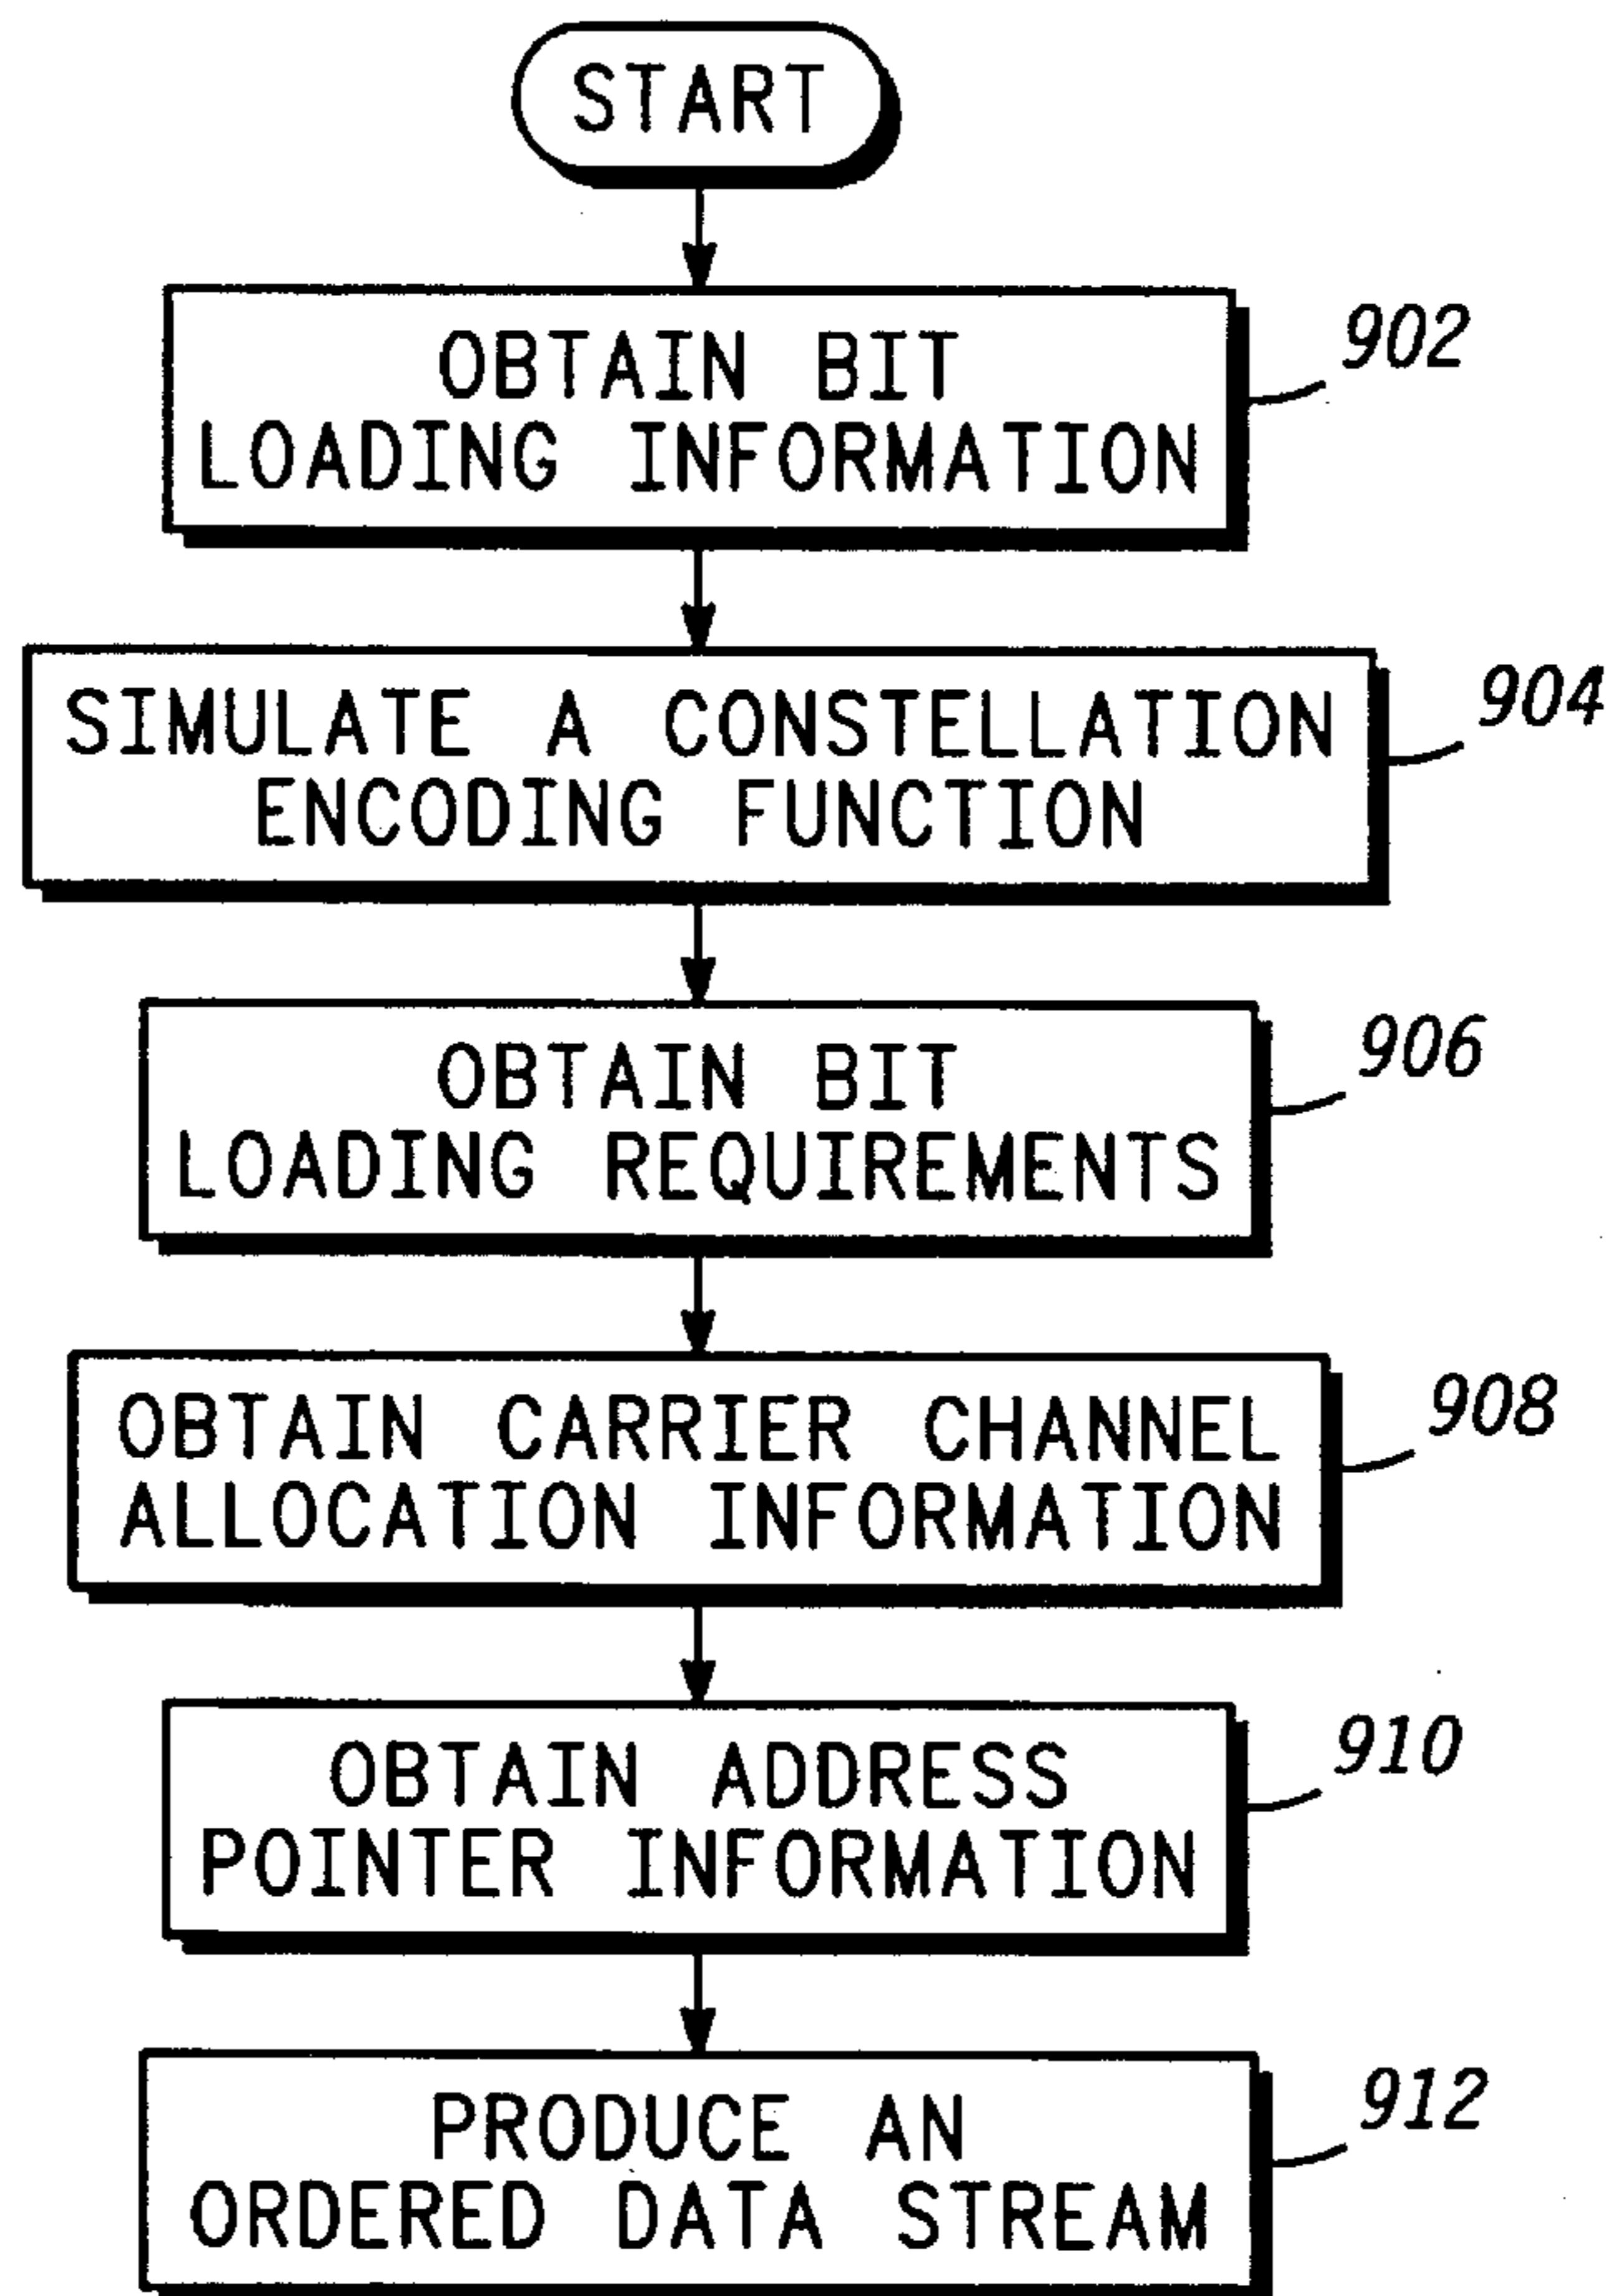 START
OBTAIN BIT
LOADING INFORMATION
902
SIMULATE A CONSTELLATION
ENCODING FUNCTION
904
OBTAIN BIT
LOADING REQUIREMENTS
906
OBTAIN CARRIER CHANNEL
ALLOCATION INFORMATION
908
OBTAIN ADDRESS
POINTER INFORMATION
910
PRODUCE AN
ORDERED DATA STREAM
912